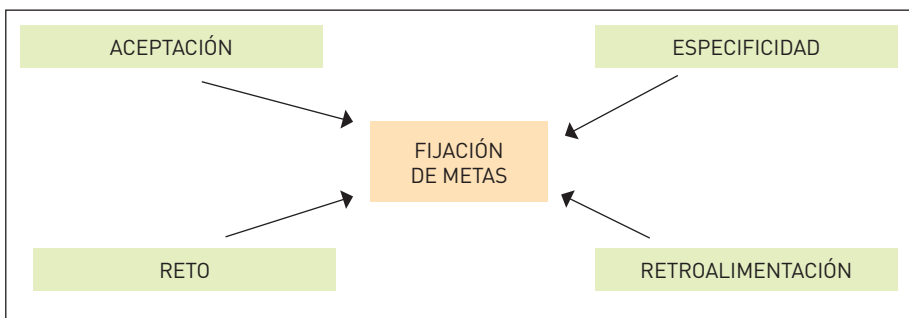 ACEPTACIÓN
ESPECIFICIDAD
FIJACIÓN
DE METAS
RETO
RETROALIMENTACIÓN